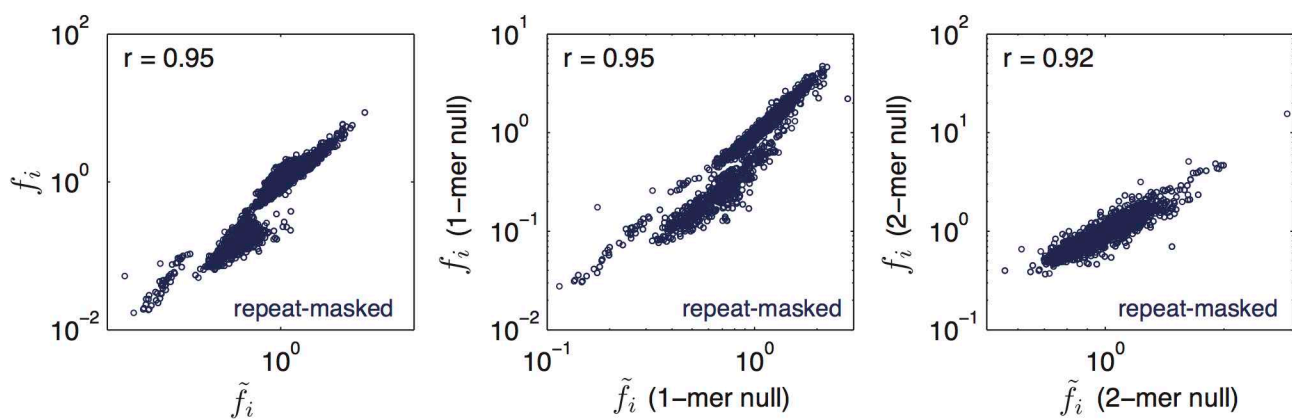 10^2
r = 0.95
f_i
10^0
repeat-masked
10^-2
10^0
f̃_i
10^1
r = 0.95
f_i (1-mer null)
10^0
10^-1
repeat-masked
10^-2
10^-1
10^0
f̃_i (1-mer null)
10^2
r = 0.92
f_i (2-mer null)
10^1
10^0
repeat-masked
10^-1
10^0
f̃_i (2-mer null)